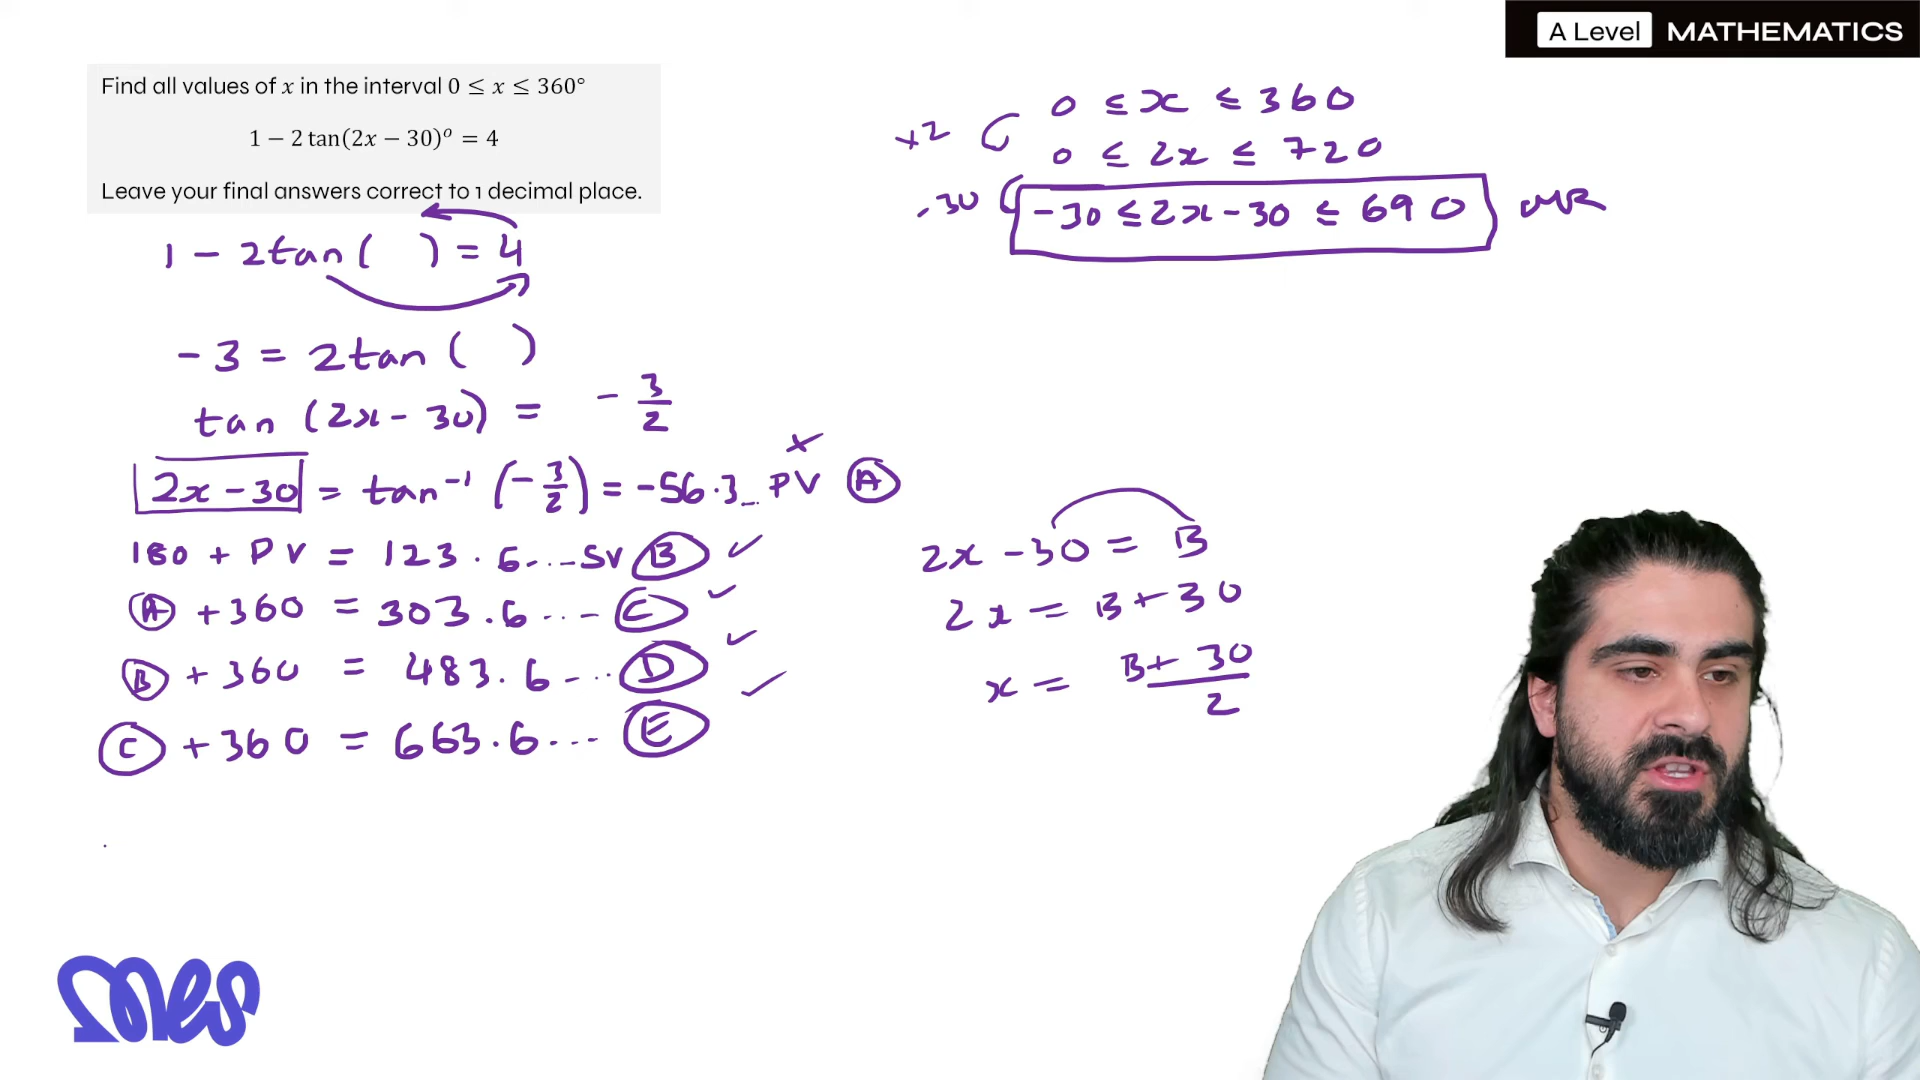 A Level MATHEMATICS
Find all values of x in the interval 0 ≤ x ≤ 360°
1 − 2 tan(2x − 30)º = 4
Leave your final answers correct to 1 decimal place.
1 − 2tan(   ) = 4
−3 = 2tan(   )
tan (2x − 30) = −3/2
2x − 30 = tan⁻¹(−3/2) = −56.3... PV A
180 + PV = 123.6... SV B ✓
A + 360 = 303.6... C ✓
B + 360 = 483.6... D ✓
C + 360 = 663.6... E ✓
0 ≤ x ≤ 360
×2
0 ≤ 2x ≤ 720
-30
−30 ≤ 2x − 30 ≤ 690
2x − 30 = B
2x = B + 30
x = (B + 30)/2
mes